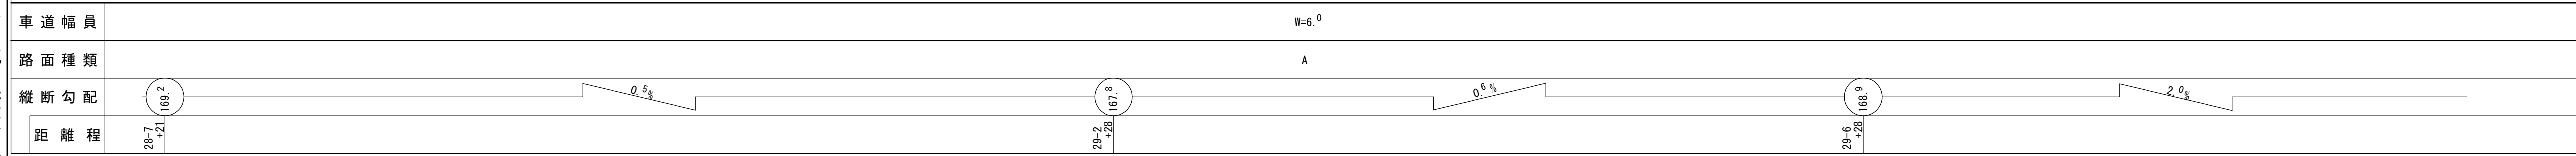 車道幅員 W=6.0
路面種類 A
縦断勾配 169.2 0.5% 167.8 0.6% 168.9 2.0%
距離程 28-7 +21 29-2 +28 29-6 +28